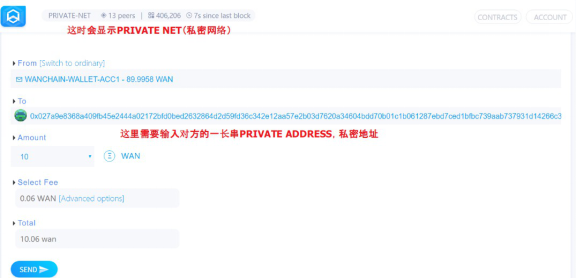 PRIVATE-NET 13 peers | 406,206 7s since last block
CONTRACTS
ACCOUNT
这时会显示PRIVATE NET(私密网络)
From [Switch to ordinary]
WANCHAIN-WALLET-ACC1 - 89.9958 WAN
To
0x027a9e8368a409fb45e2444a02172bfd0bed2632864d2d59fd36c342e12aa57e2b03d7620a34604bdd70b01c1b061287ebd7ced1bfbc739aab737931d14266c3
这里需要输入对方的一长串PRIVATE ADDRESS, 私密地址
Amount
10 WAN
Select Fee
0.06 WAN [Advanced options]
Total
10.06 wan
SEND